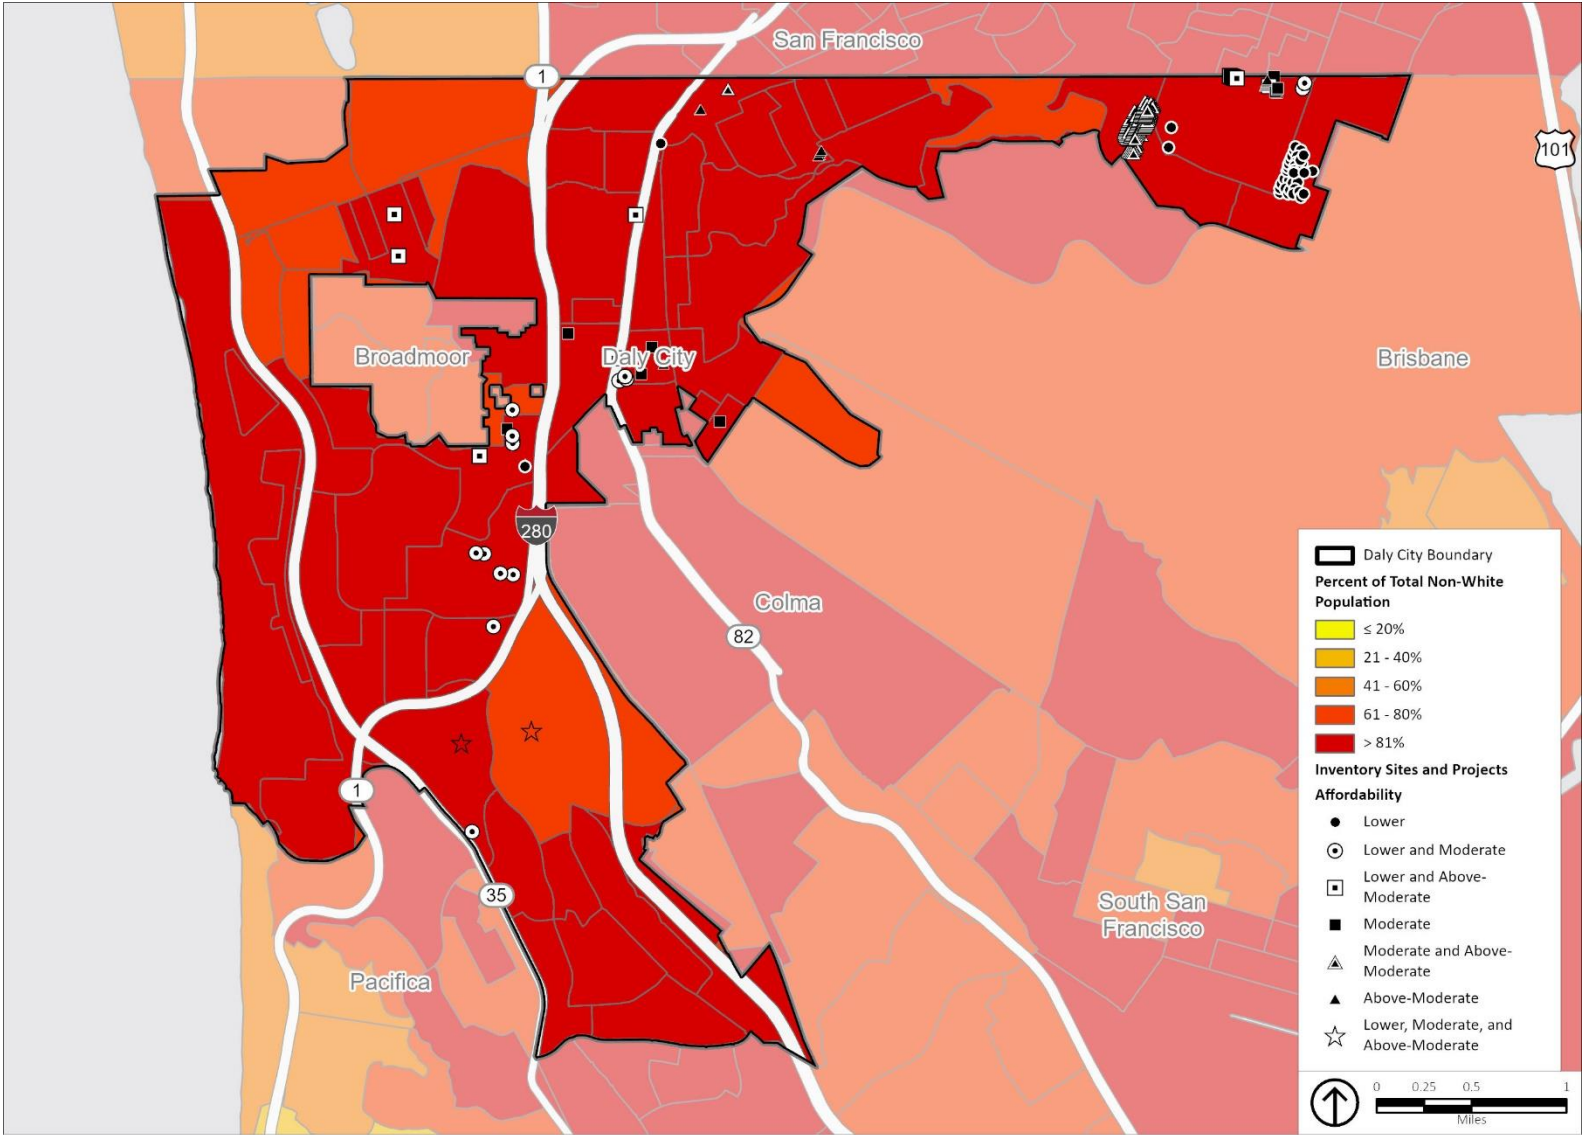 San Francisco
1
101
Broadmoor
Daly City
Brisbane
280
Colma
82
1
35
South San
Francisco
Pacifica
Daly City Boundary
Percent of Total Non-White
Population
≤ 20%
21 - 40%
41 - 60%
61 - 80%
> 81%
Inventory Sites and Projects
Affordability
Lower
Lower and Moderate
Lower and Above-
Moderate
Moderate
Moderate and Above-
Moderate
Above-Moderate
Lower, Moderate, and
Above-Moderate
0 0.25 0.5 1
Miles